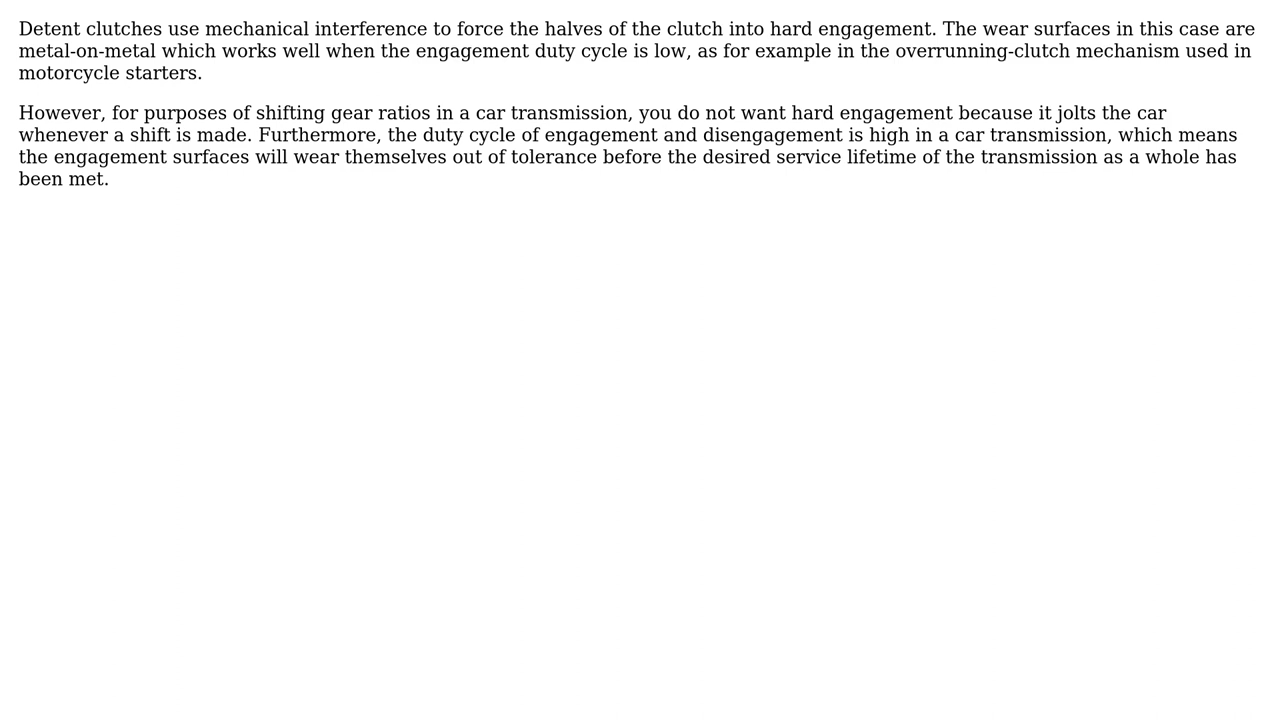 Detent clutches use mechanical interference to force the halves of the clutch into hard engagement. The wear surfaces in this case are
metal-on-metal which works well when the engagement duty cycle is low, as for example in the overrunning-clutch mechanism used in
motorcycle starters.
However, for purposes of shifting gear ratios in a car transmission, you do not want hard engagement because it jolts the car
whenever a shift is made. Furthermore, the duty cycle of engagement and disengagement is high in a car transmission, which means
the engagement surfaces will wear themselves out of tolerance before the desired service lifetime of the transmission as a whole has
been met.